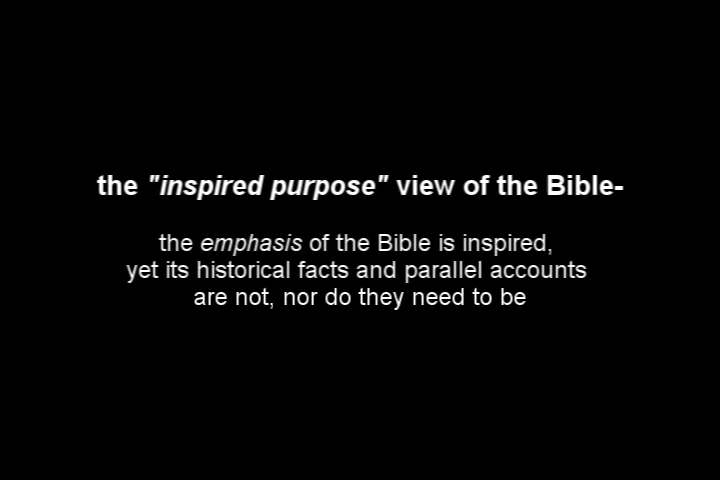 the "inspired purpose" view of the Bible-
the emphasis of the Bible is inspired,
yet its historical facts and parallel accounts
are not, nor do they need to be